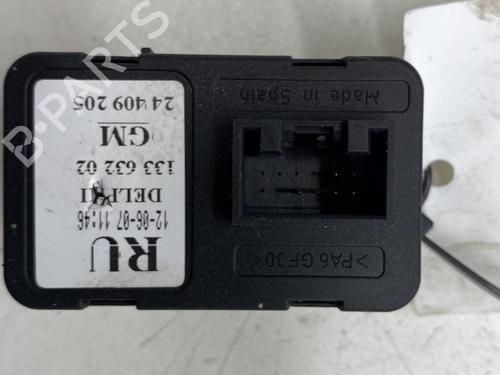 RU
12-06-07 11:46
DELPHI
133 632 02
GM
24 409 205
Made in Spain
>PA6 GF30<
B-PARTS